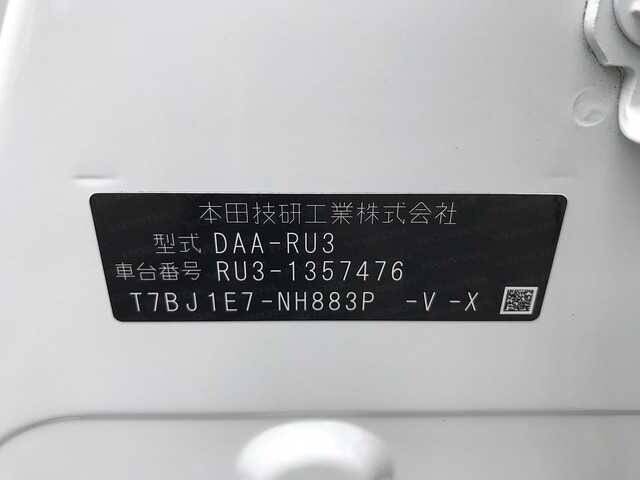 本田技研工業株式会社
型式 DAA-RU3
車台番号 RU3-1357476
T7BJ1E7-NH883P -V -X